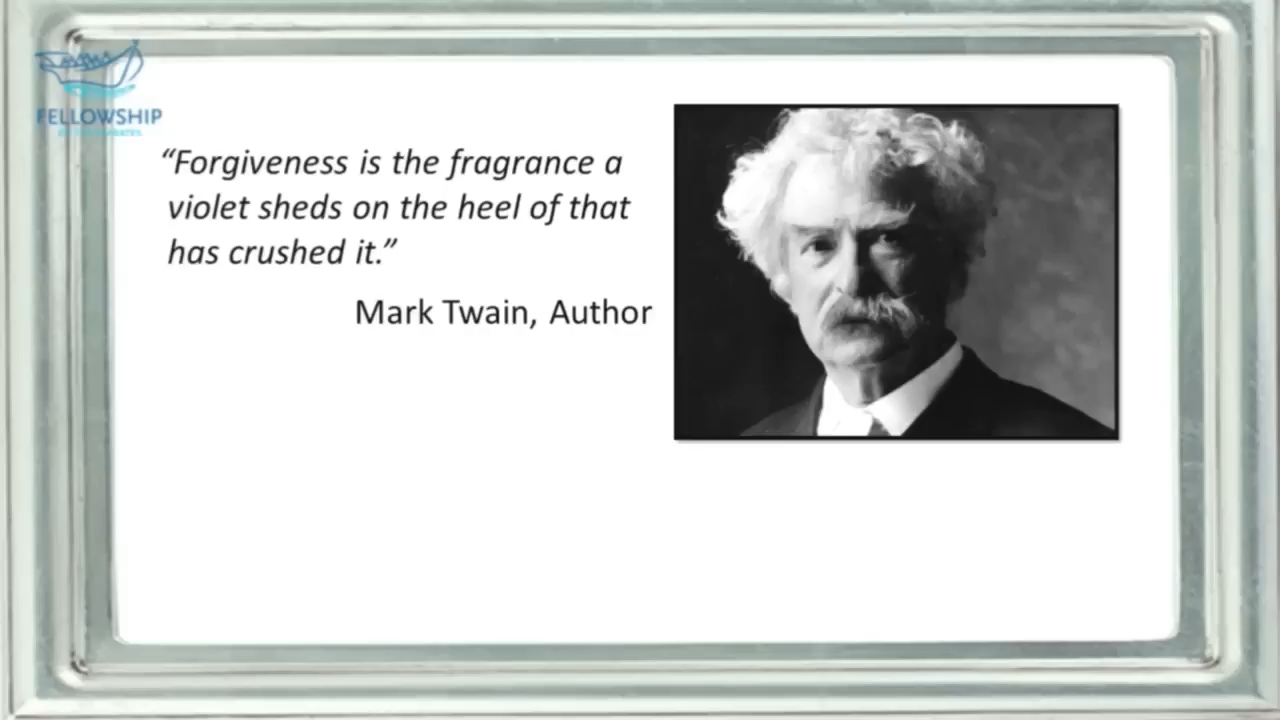 FELLOWSHIP
“Forgiveness is the fragrance a
violet sheds on the heel of that
has crushed it.”
Mark Twain, Author